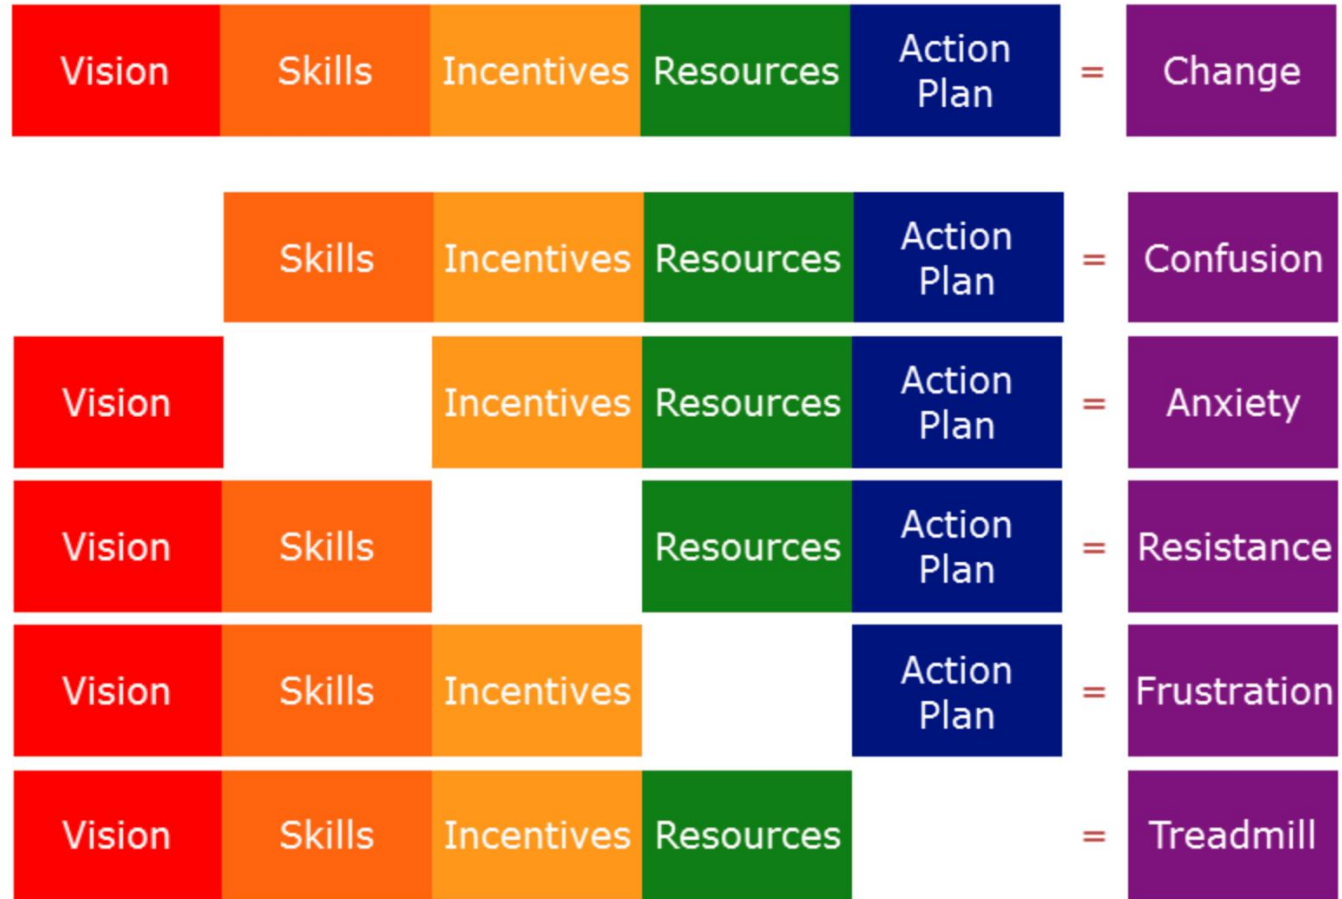 Vision Skills Incentives Resources Action Plan = Change
Skills Incentives Resources Action Plan = Confusion
Vision Incentives Resources Action Plan = Anxiety
Vision Skills Resources Action Plan = Resistance
Vision Skills Incentives Action Plan = Frustration
Vision Skills Incentives Resources = Treadmill